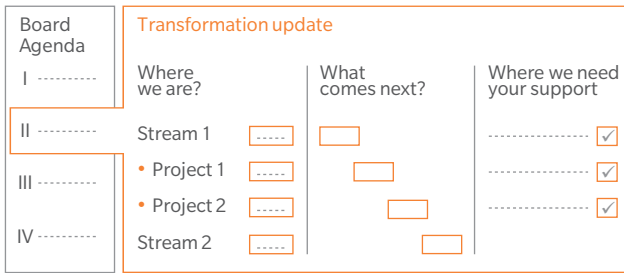 Board
Agenda
I
II
III
IV
Transformation update
Where
we are?
What
comes next?
Where we need
your support
Stream 1
• Project 1
• Project 2
Stream 2